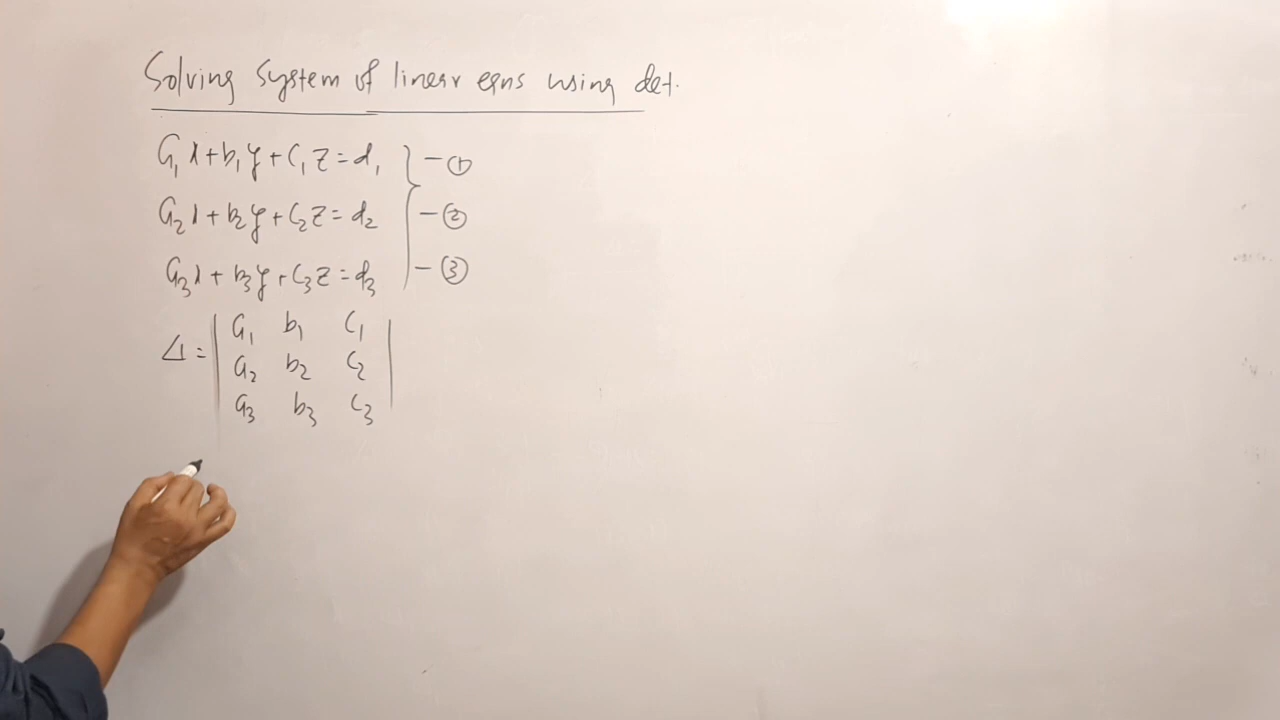 Solving system of linear eqns using det.
a₁x+b₁y+c₁z=d₁ } -①
a₂x+b₂y+c₂z=d₂ -②
a₃x+b₃y+c₃z=d₃ -③
Δ= | a₁ b₁ c₁ |
a₂ b₂ c₂
a₃ b₃ c₃